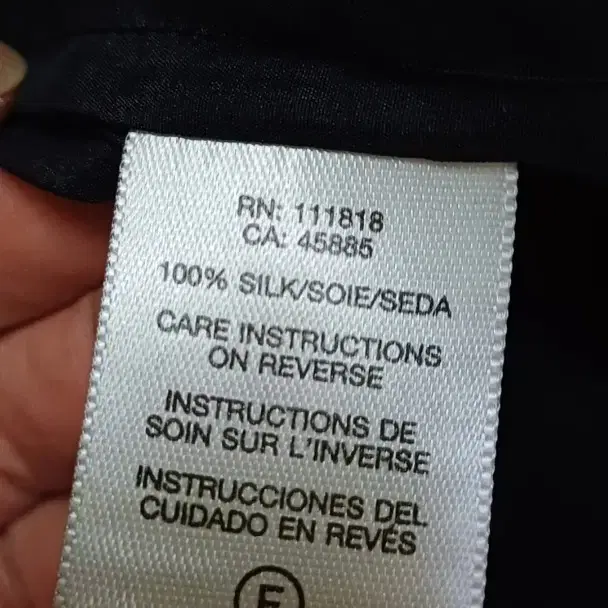 RN: 111818
CA: 45885
100% SILK/SOIE/SEDA
CARE INSTRUCTIONS
ON REVERSE
INSTRUCTIONS DE
SOIN SUR L'INVERSE
INSTRUCCIONES DEL
CUIDADO EN REVÉS